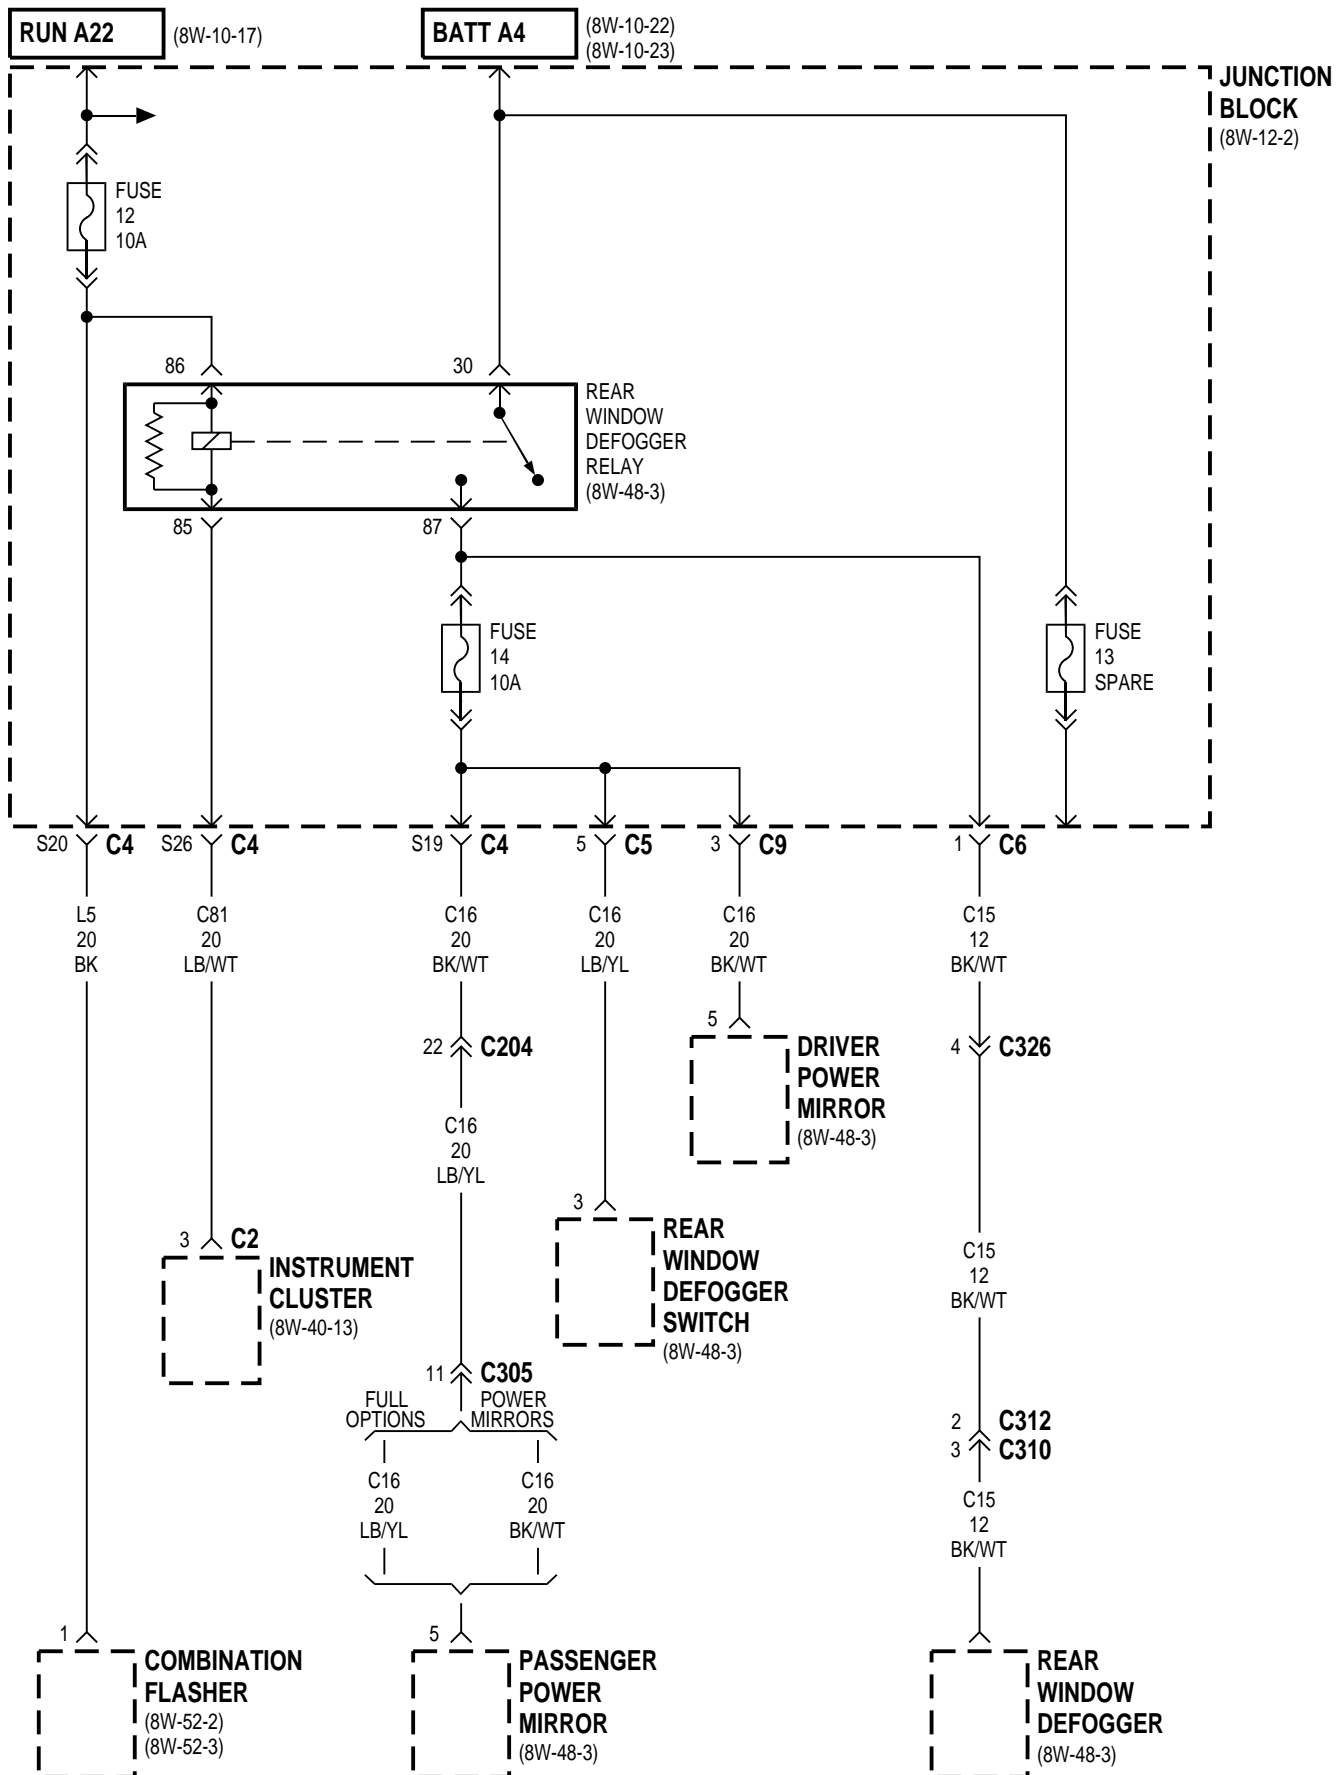 RUN A22
(8W-10-17)
BATT A4
(8W-10-22)
(8W-10-23)
JUNCTION
BLOCK
(8W-12-2)
FUSE
12
10A
86
30
REAR
WINDOW
DEFOGGER
RELAY
(8W-48-3)
85
87
FUSE
14
10A
FUSE
13
SPARE
S20 C4
S26 C4
S19 C4
5 C5
3 C9
1 C6
L5
20
BK
C81
20
LB/WT
C16
20
BK/WT
C16
20
LB/YL
C16
20
BK/WT
C15
12
BK/WT
22 C204
5
DRIVER
POWER
MIRROR
(8W-48-3)
4 C326
C16
20
LB/YL
3
REAR
WINDOW
DEFOGGER
SWITCH
(8W-48-3)
3 C2
INSTRUMENT
CLUSTER
(8W-40-13)
C15
12
BK/WT
11 C305
FULL
OPTIONS
POWER
MIRRORS
2 C312
3 C310
C16
20
LB/YL
C16
20
BK/WT
C15
12
BK/WT
1
COMBINATION
FLASHER
(8W-52-2)
(8W-52-3)
5
PASSENGER
POWER
MIRROR
(8W-48-3)
REAR
WINDOW
DEFOGGER
(8W-48-3)